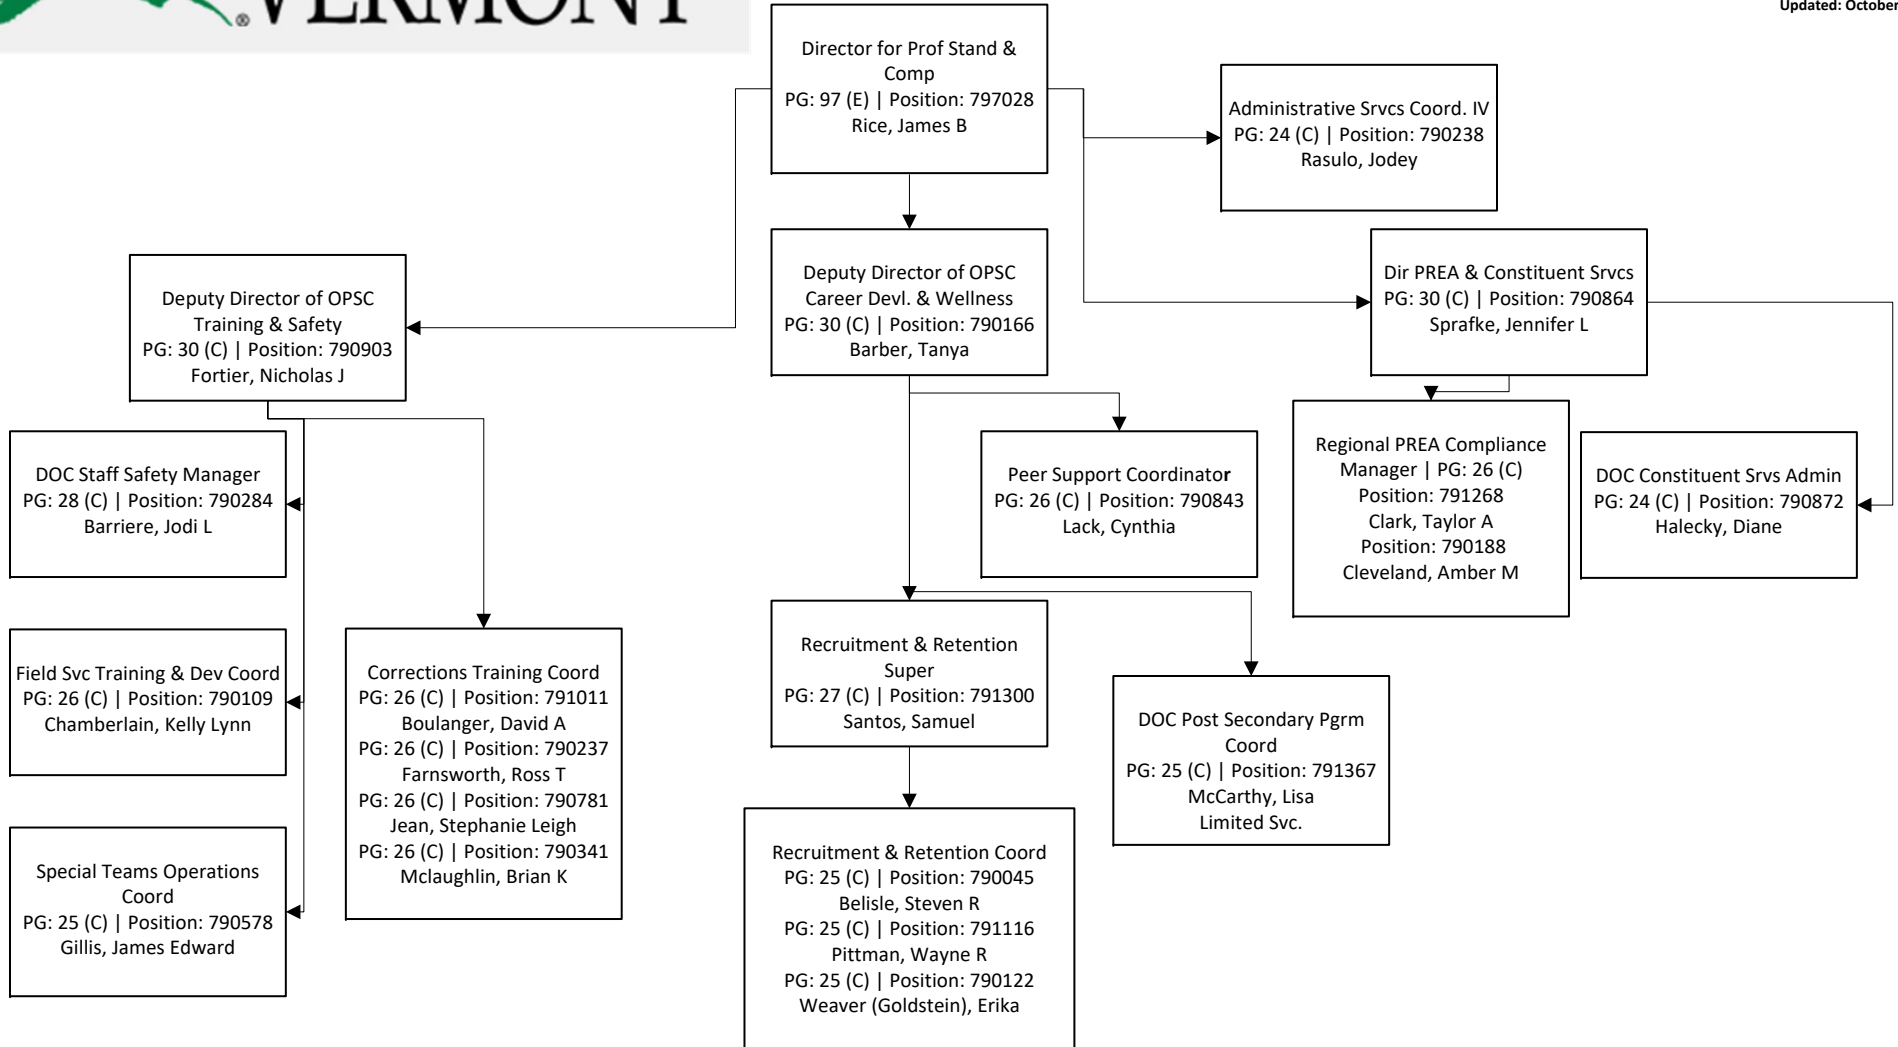 ®VERMONT
Updated: October
Director for Prof Stand &
Comp
PG: 97 (E) | Position: 797028
Rice, James B
Administrative Srvcs Coord. IV
PG: 24 (C) | Position: 790238
Rasulo, Jodey
Deputy Director of OPSC
Training & Safety
PG: 30 (C) | Position: 790903
Fortier, Nicholas J
Deputy Director of OPSC
Career Devl. & Wellness
PG: 30 (C) | Position: 790166
Barber, Tanya
Dir PREA & Constituent Srvcs
PG: 30 (C) | Position: 790864
Sprafke, Jennifer L
DOC Staff Safety Manager
PG: 28 (C) | Position: 790284
Barriere, Jodi L
Peer Support Coordinator
PG: 26 (C) | Position: 790843
Lack, Cynthia
Regional PREA Compliance
Manager | PG: 26 (C)
Position: 791268
Clark, Taylor A
Position: 790188
Cleveland, Amber M
DOC Constituent Srvs Admin
PG: 24 (C) | Position: 790872
Halecky, Diane
Field Svc Training & Dev Coord
PG: 26 (C) | Position: 790109
Chamberlain, Kelly Lynn
Corrections Training Coord
PG: 26 (C) | Position: 791011
Boulanger, David A
PG: 26 (C) | Position: 790237
Farnsworth, Ross T
PG: 26 (C) | Position: 790781
Jean, Stephanie Leigh
PG: 26 (C) | Position: 790341
Mclaughlin, Brian K
Recruitment & Retention
Super
PG: 27 (C) | Position: 791300
Santos, Samuel
DOC Post Secondary Pgrm
Coord
PG: 25 (C) | Position: 791367
McCarthy, Lisa
Limited Svc.
Special Teams Operations
Coord
PG: 25 (C) | Position: 790578
Gillis, James Edward
Recruitment & Retention Coord
PG: 25 (C) | Position: 790045
Belisle, Steven R
PG: 25 (C) | Position: 791116
Pittman, Wayne R
PG: 25 (C) | Position: 790122
Weaver (Goldstein), Erika